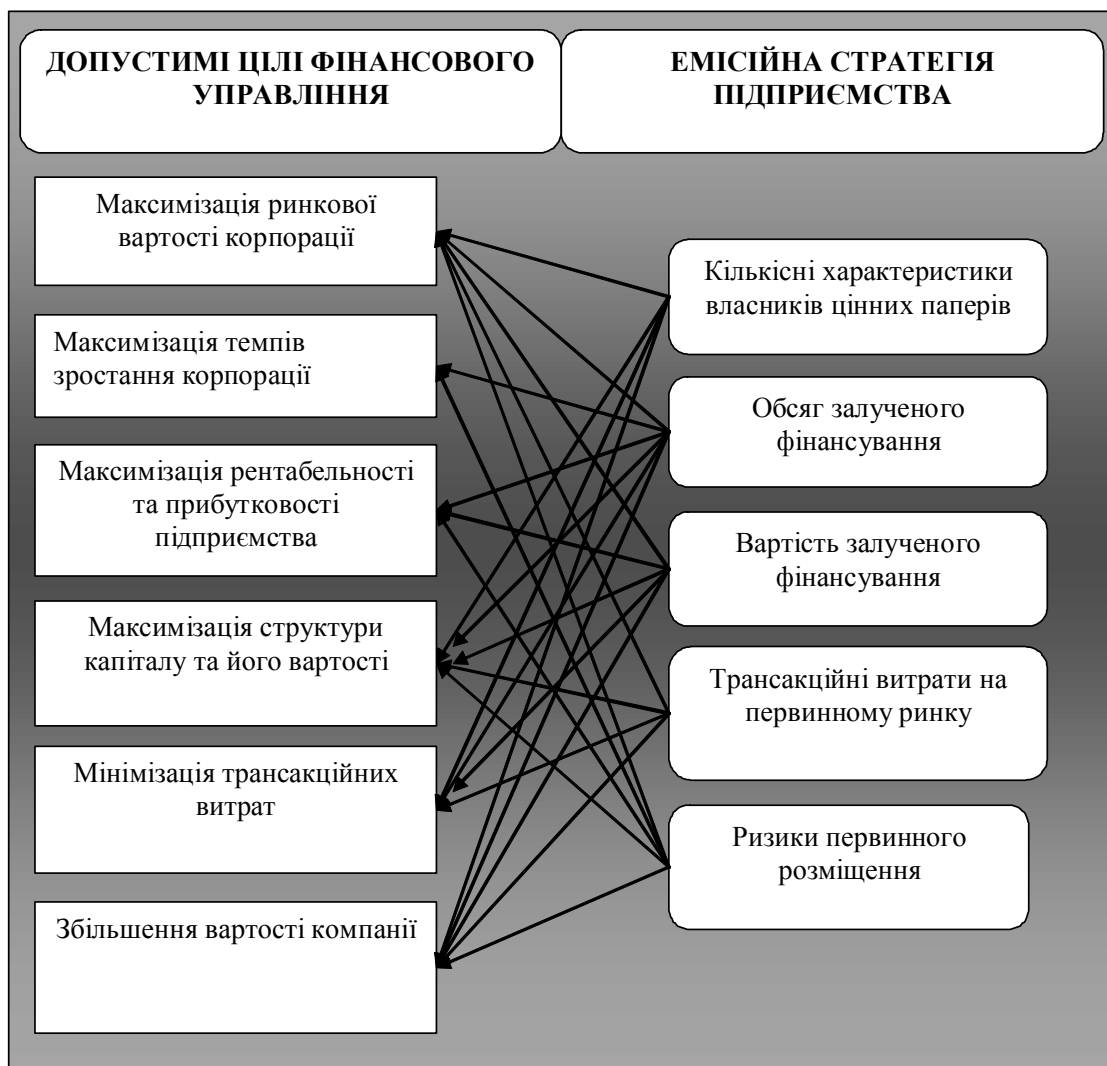 ДОПУСТИМІ ЦІЛІ ФІНАНСОВОГО
УПРАВЛІННЯ
ЕМІСІЙНА СТРАТЕГІЯ
ПІДПРИЄМСТВА
Максимізація ринкової
вартості корпорації
Максимізація темпів
зростання корпорації
Максимізація рентабельності
та прибутковості
підприємства
Максимізація структури
капіталу та його вартості
Мінімізація трансакційних
витрат
Збільшення вартості компанії
Кількісні характеристики
власників цінних паперів
Обсяг залученого
фінансування
Вартість залученого
фінансування
Трансакційні витрати на
первинному ринку
Ризики первинного
розміщення